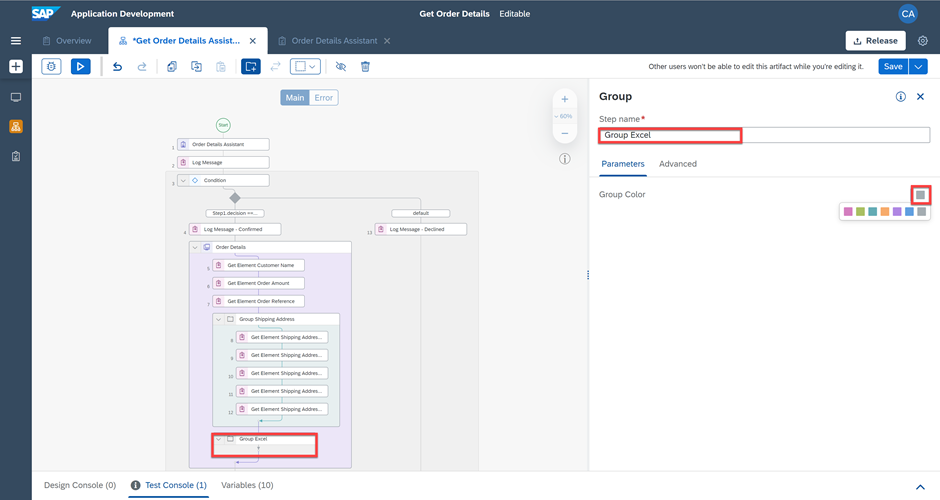 SAP Application Development Get Order Details Editable CA
Overview *Get Order Details Assist... Order Details Assistant Release
Other users won't be able to edit this artifact while you're editing it. Save
Main Error
60%
Start
1 Order Details Assistant
2 Log Message
3 Condition
Step1.decision ==... default
4 Log Message - Confirmed 13 Log Message - Declined
Order Details
5 Get Element Customer Name
6 Get Element Order Amount
7 Get Element Order Reference
Group Shipping Address
8 Get Element Shipping Addres...
9 Get Element Shipping Addres...
10 Get Element Shipping Addres...
11 Get Element Shipping Addres...
12 Get Element Shipping Addres...
Group Excel
Group
Step name*
Group Excel
Parameters Advanced
Group Color
Design Console (0) Test Console (1) Variables (10)